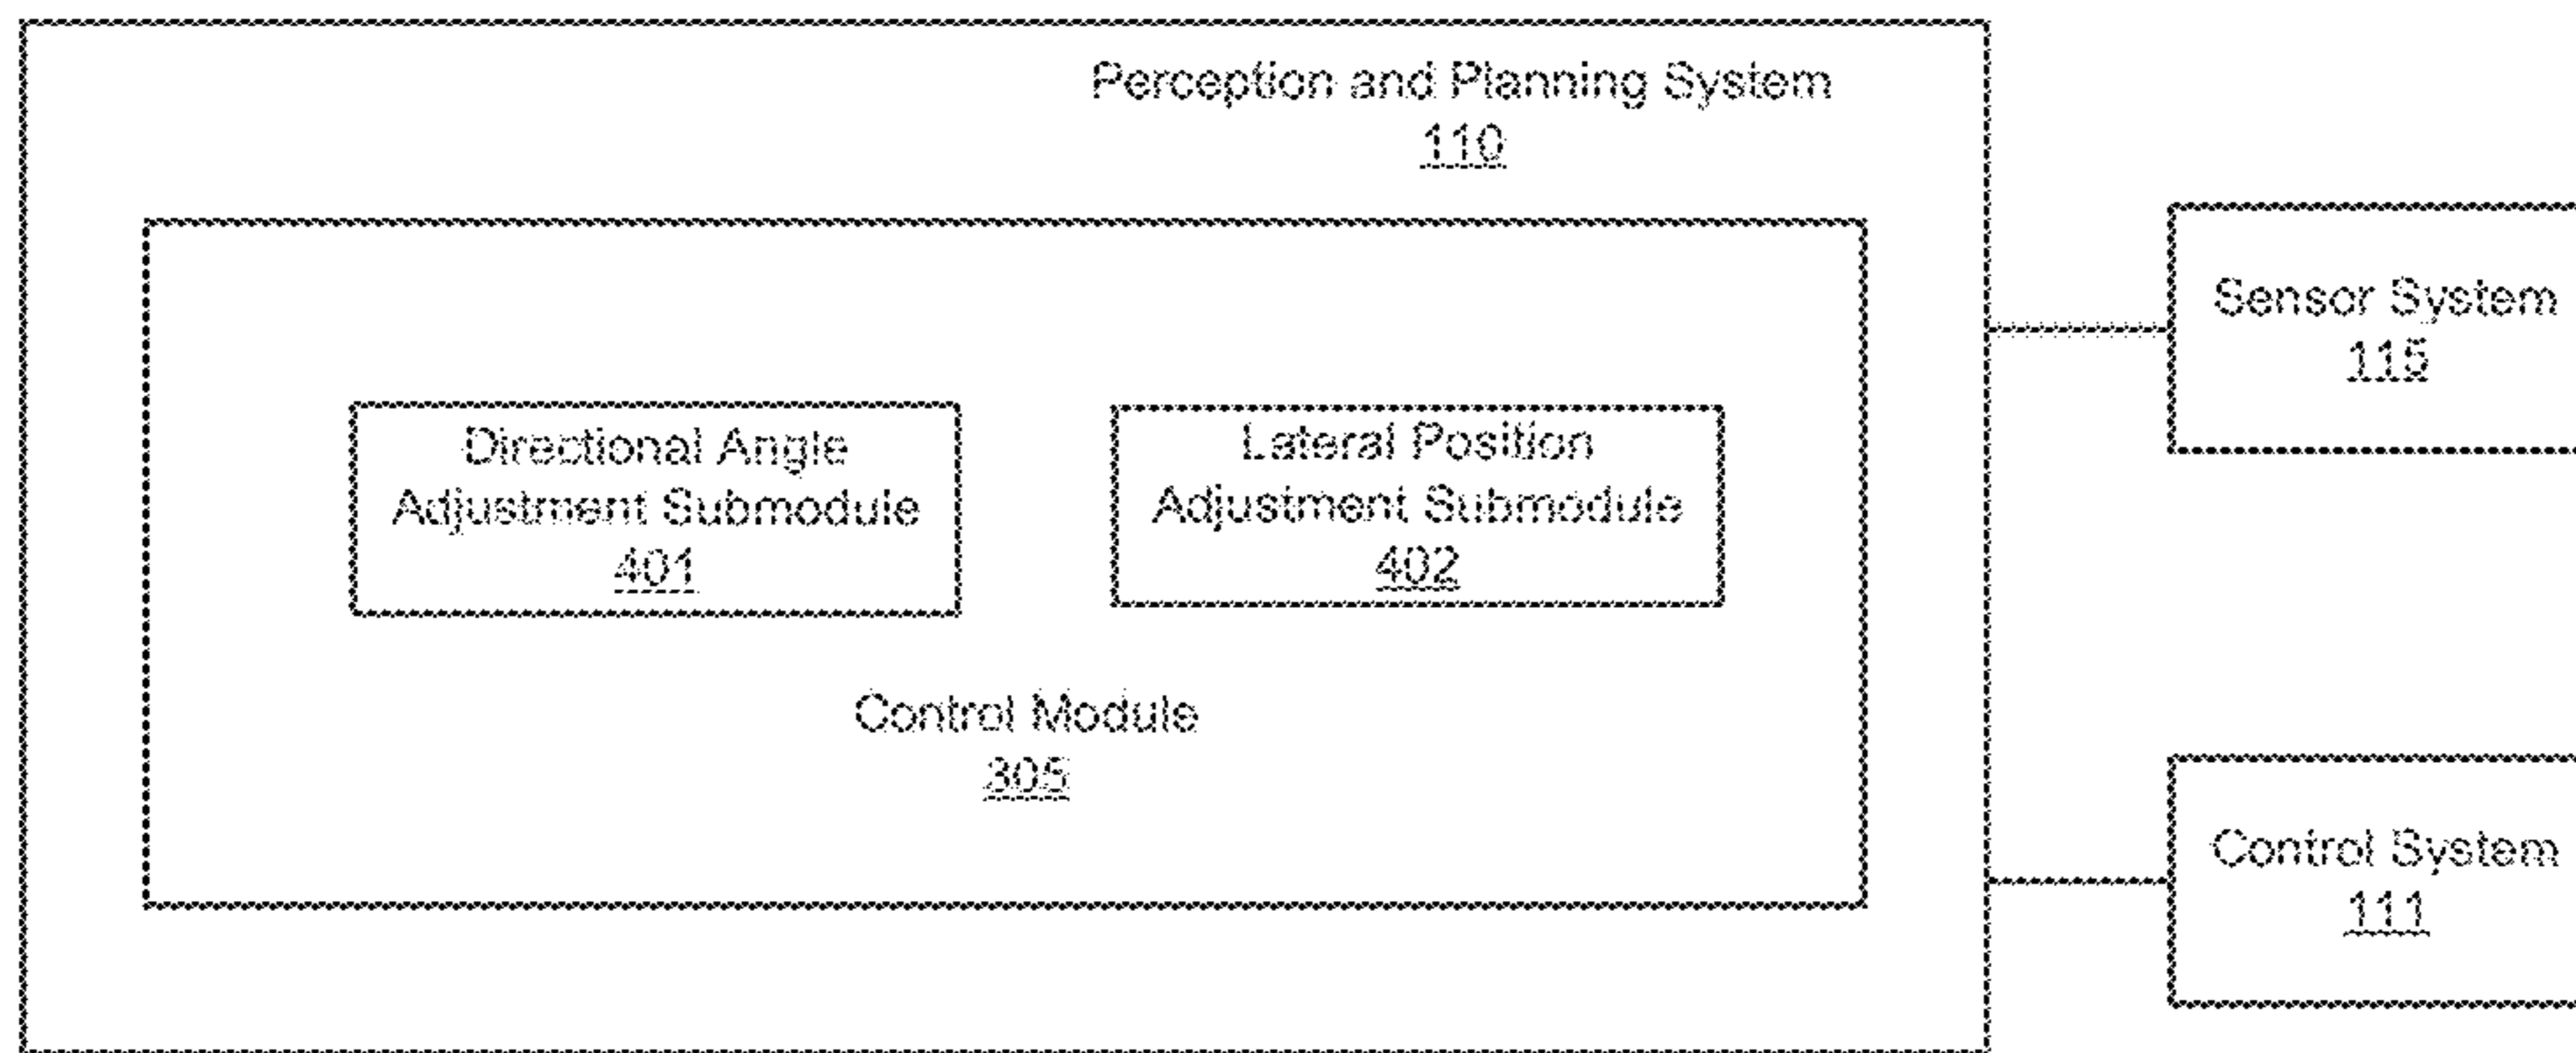 Perception and Planning System
110
Sensor System
115
Directional Angle
Adjustment Submodule
401
Lateral Position
Adjustment Submodule
402
Control Module
305
Control System
111